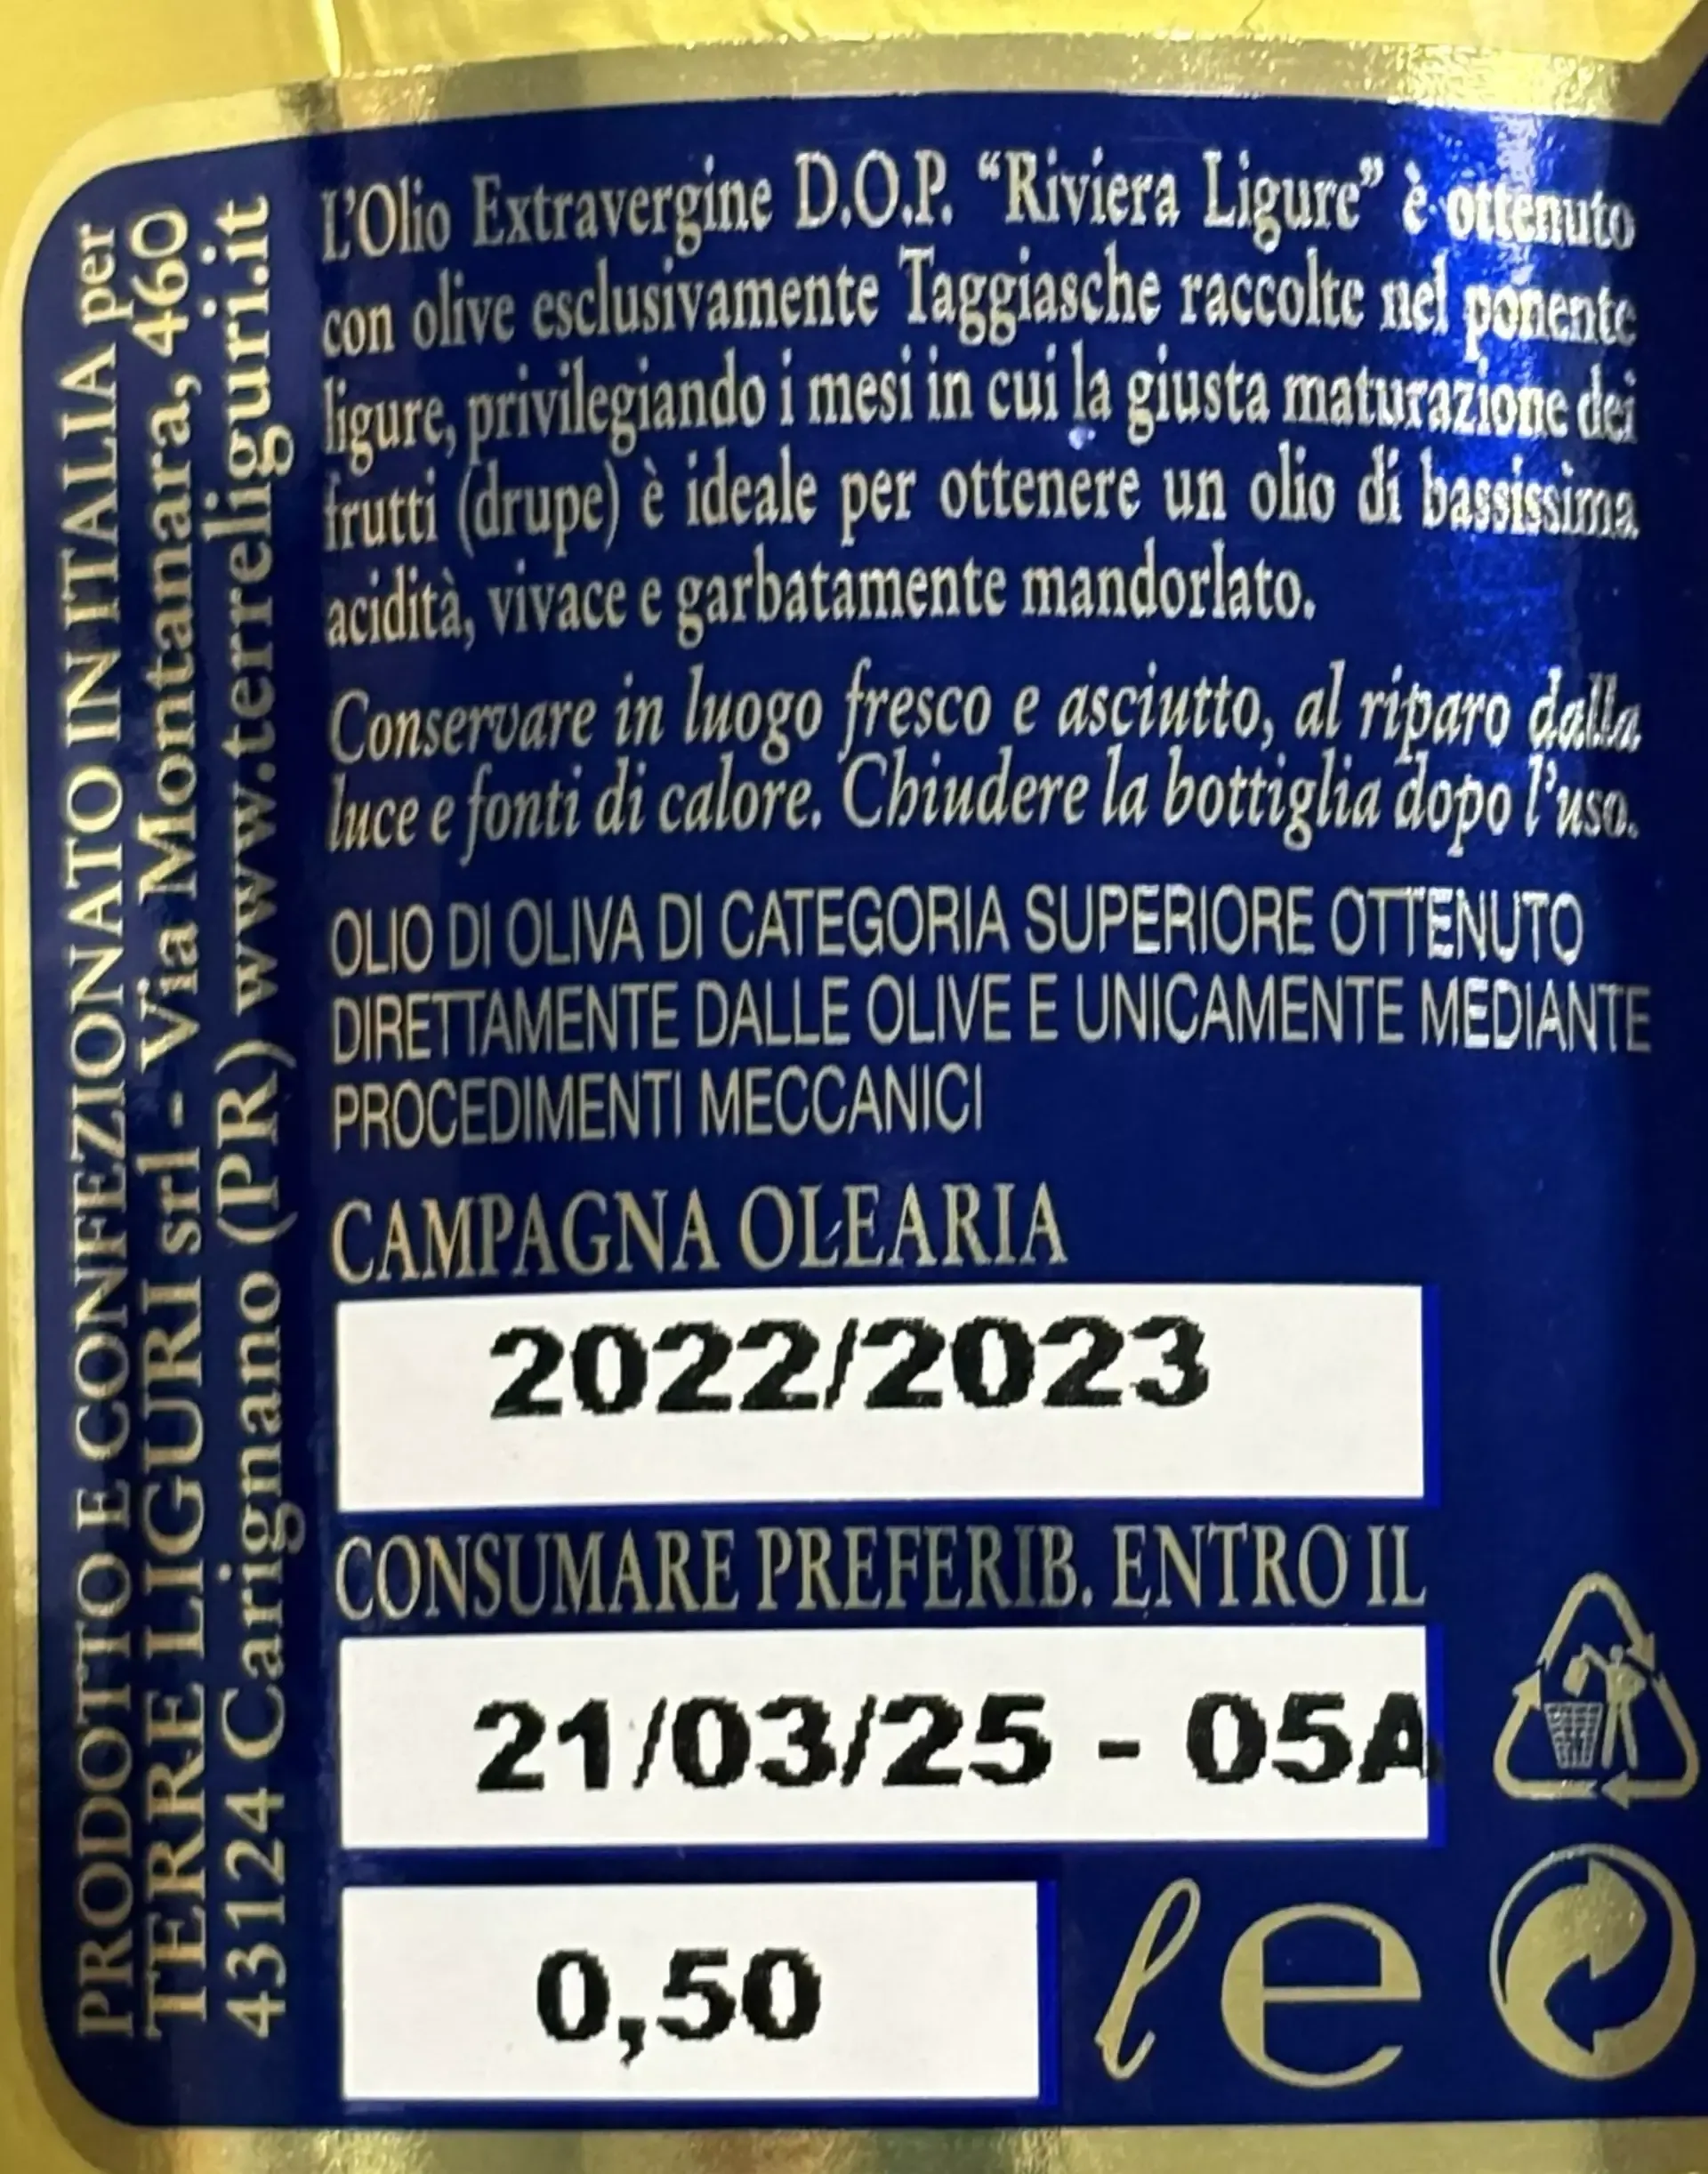 PRODOTTO E CONFEZIONATO IN ITALIA per
TERRE LIGURI srl - Via Montanara, 460
43124 Carignano (PR) www.terreliguri.it
L'Olio Extravergine D.O.P. “Riviera Ligure” è ottenuto
con olive esclusivamente Taggiasche raccolte nel ponente
ligure, privilegiando i mesi in cui la giusta maturazione dei
frutti (drupe) è ideale per ottenere un olio di bassissima
acidità, vivace e garbatamente mandorlato.
Conservare in luogo fresco e asciutto, al riparo dalla
luce e fonti di calore. Chiudere la bottiglia dopo l'uso.
OLIO DI OLIVA DI CATEGORIA SUPERIORE OTTENUTO
DIRETTAMENTE DALLE OLIVE E UNICAMENTE MEDIANTE
PROCEDIMENTI MECCANICI
CAMPAGNA OLEARIA
2022/2023
CONSUMARE PREFERIB. ENTRO IL
21/03/25 - 05A
0,50 ℓ e